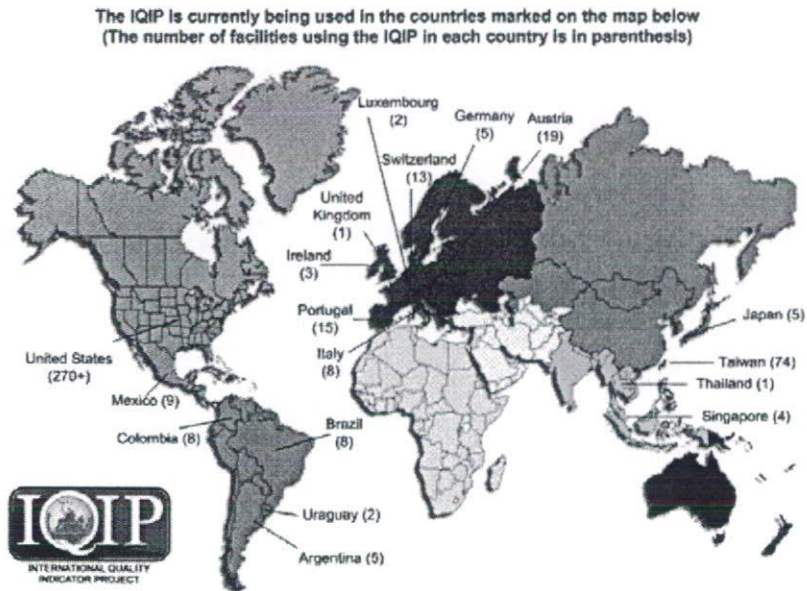 The IQIP is currently being used in the countries marked on the map below
(The number of facilities using the IQIP in each country is in parenthesis)
Luxembourg
(2)
Germany
(5)
Austria
(19)
Switzerland
(13)
United
Kingdom
(1)
Ireland
(3)
Portugal
(15)
Italy
(8)
United States
(270+)
Mexico (9)
Colombia (8)
Brazil
(8)
Uraguay (2)
Argentina (5)
Japan (5)
Taiwan (74)
Thailand (1)
Singapore (4)
IQIP
INTERNATIONAL QUALITY
INDICATOR PROJECT